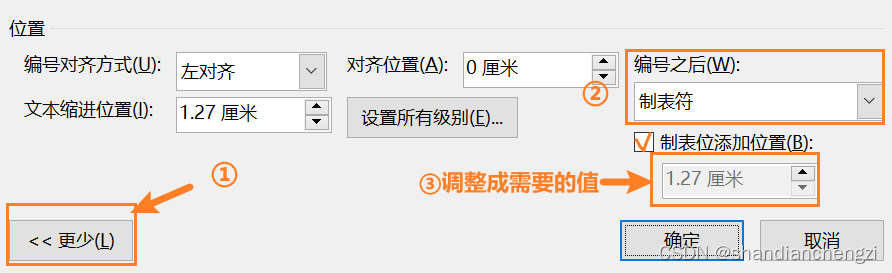 位置
编号对齐方式(U): 左对齐 对齐位置(A): 0 厘米 编号之后(W):
文本缩进位置(I): 1.27 厘米 设置所有级别(E)... ② 制表符
制表位添加位置(B):
① ③调整成需要的值 1.27 厘米
<< 更少(L) 确定 取消
CSDN @shandianchengzi